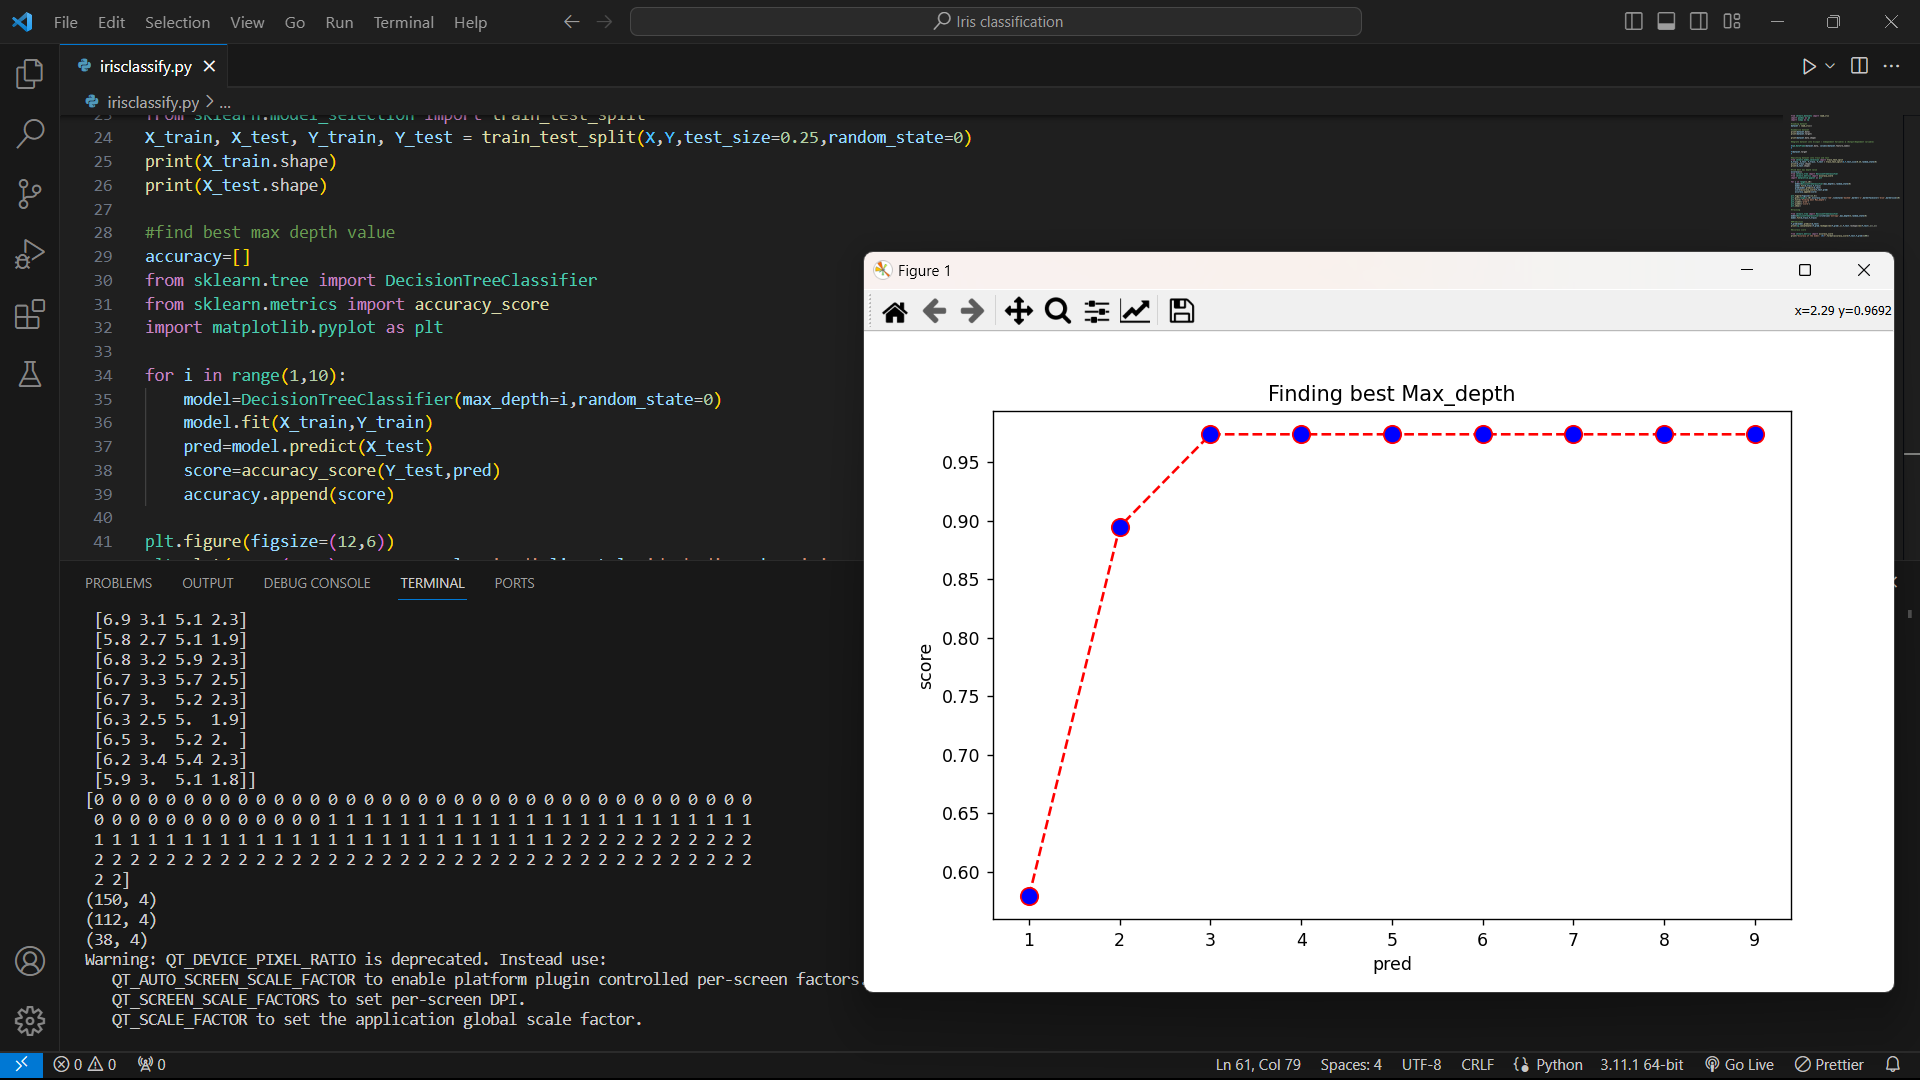 File Edit Selection View Go Run Terminal Help
Iris classification
irisclassify.py
irisclassify.py > ...
23 from sklearn.model_selection import train_test_split
24 X_train, X_test, Y_train, Y_test = train_test_split(X,Y,test_size=0.25,random_state=0)
25 print(X_train.shape)
26 print(X_test.shape)
27
28 #find best max depth value
29 accuracy=[]
30 from sklearn.tree import DecisionTreeClassifier
31 from sklearn.metrics import accuracy_score
32 import matplotlib.pyplot as plt
33
34 for i in range(1,10):
35 model=DecisionTreeClassifier(max_depth=i,random_state=0)
36 model.fit(X_train,Y_train)
37 pred=model.predict(X_test)
38 score=accuracy_score(Y_test,pred)
39 accuracy.append(score)
40
41 plt.figure(figsize=(12,6))
PROBLEMS OUTPUT DEBUG CONSOLE TERMINAL PORTS
[6.9 3.1 5.1 2.3]
[5.8 2.7 5.1 1.9]
[6.8 3.2 5.9 2.3]
[6.7 3.3 5.7 2.5]
[6.7 3. 5.2 2.3]
[6.3 2.5 5. 1.9]
[6.5 3. 5.2 2. ]
[6.2 3.4 5.4 2.3]
[5.9 3. 5.1 1.8]]
[0 0 0 0 0 0 0 0 0 0 0 0 0 0 0 0 0 0 0 0 0 0 0 0 0 0 0 0 0 0 0 0 0 0 0 0 0
0 0 0 0 0 0 0 0 0 0 0 0 0 1 1 1 1 1 1 1 1 1 1 1 1 1 1 1 1 1 1 1 1 1 1 1 1
1 1 1 1 1 1 1 1 1 1 1 1 1 1 1 1 1 1 1 1 1 1 1 1 1 1 2 2 2 2 2 2 2 2 2 2 2
2 2 2 2 2 2 2 2 2 2 2 2 2 2 2 2 2 2 2 2 2 2 2 2 2 2 2 2 2 2 2 2 2 2 2 2 2
2 2]
(150, 4)
(112, 4)
(38, 4)
Warning: QT_DEVICE_PIXEL_RATIO is deprecated. Instead use:
QT_AUTO_SCREEN_SCALE_FACTOR to enable platform plugin controlled per-screen factors.
QT_SCREEN_SCALE_FACTORS to set per-screen DPI.
QT_SCALE_FACTOR to set the application global scale factor.
Figure 1
x=2.29 y=0.9692
Finding best Max_depth
0.95
0.90
0.85
0.80
0.75
0.70
0.65
0.60
score
1 2 3 4 5 6 7 8 9
pred
0 0 0 Ln 61, Col 79 Spaces: 4 UTF-8 CRLF Python 3.11.1 64-bit Go Live Prettier